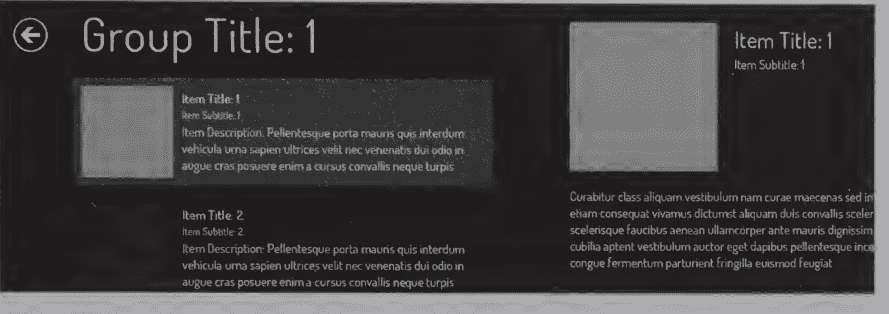 Group Title: 1
Item Title: 1
Item Subtitle: 1
Item Description: Pellentesque porta mauris quis interdum
vehicula urna sapien ultrices velit nec venenatis dui odio in
augue cras posuere enim a cursus convallis neque turpis
Item Title: 2
Item Subtitle: 2
Item Description: Pellentesque porta mauris quis interdum
vehicula urna sapien ultrices velit nec venenatis dui odio in
augue cras posuere enim a cursus convallis neque turpis
Item Title: 1
Item Subtitle: 1
Curabitur class aliquam vestibulum nam curae maecenas sed in
etiam consequat vivamus dictumst aliquam duis convallis sceler
scelerisque faucibus aenean ullamcorper ante mauris dignissim
cubilia aptent vestibulum auctor eget dapibus pellentesque ince
congue fermentum parturient fringilla euismod feugiat